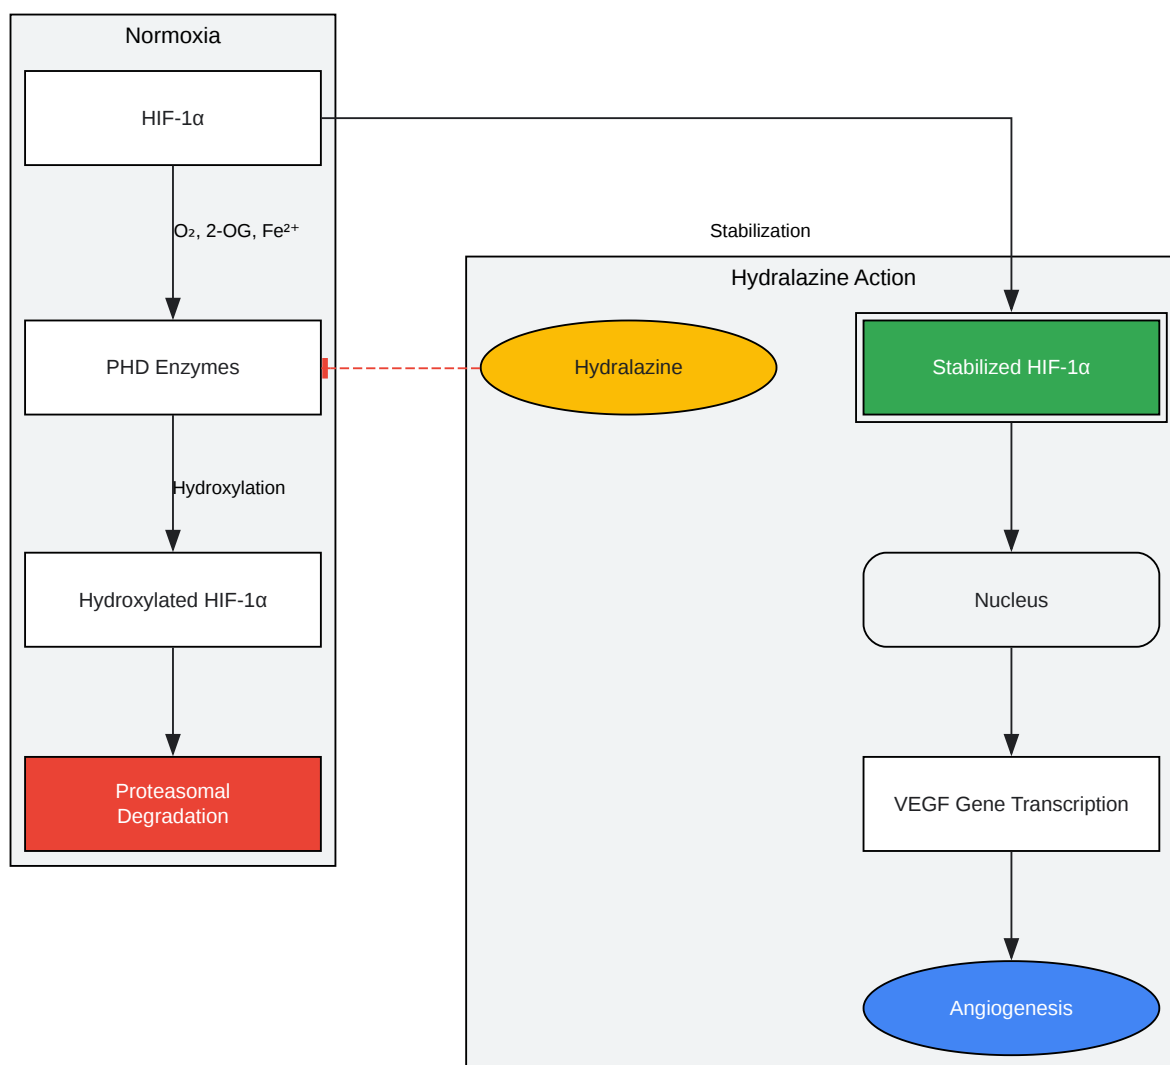 Normoxia
HIF-1α
O₂, 2-OG, Fe²⁺
PHD Enzymes
Hydroxylation
Hydroxylated HIF-1α
Proteasomal
Degradation
Stabilization
Hydralazine Action
Hydralazine
Stabilized HIF-1α
Nucleus
VEGF Gene Transcription
Angiogenesis